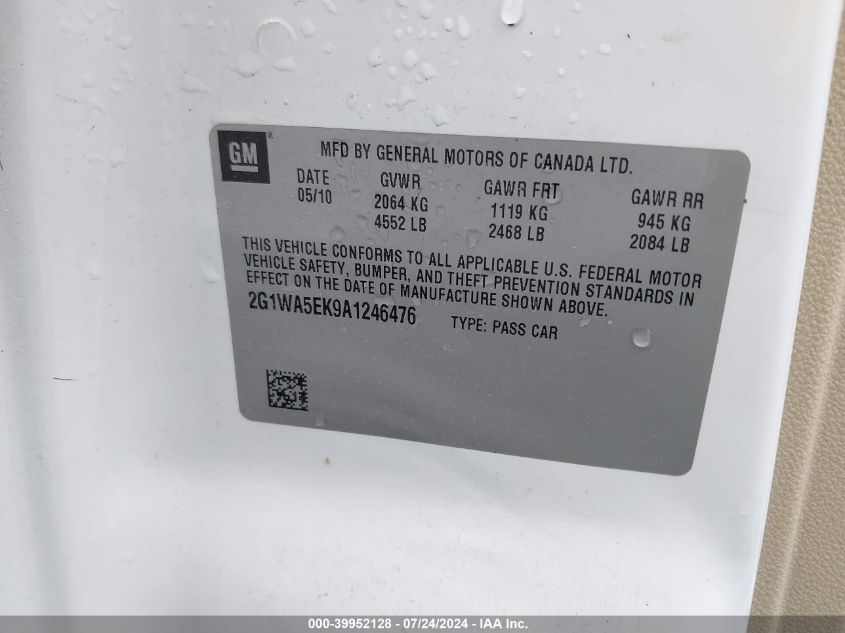 GM®
MFD BY GENERAL MOTORS OF CANADA LTD.
DATE GVWR GAWR FRT GAWR RR
05/10 2064 KG 1119 KG 945 KG
4552 LB 2468 LB 2084 LB
THIS VEHICLE CONFORMS TO ALL APPLICABLE U.S. FEDERAL MOTOR
VEHICLE SAFETY, BUMPER, AND THEFT PREVENTION STANDARDS IN
EFFECT ON THE DATE OF MANUFACTURE SHOWN ABOVE.
2G1WA5EK9A1246476 TYPE: PASS CAR
000-39952128 - 07/24/2024 - IAA Inc.